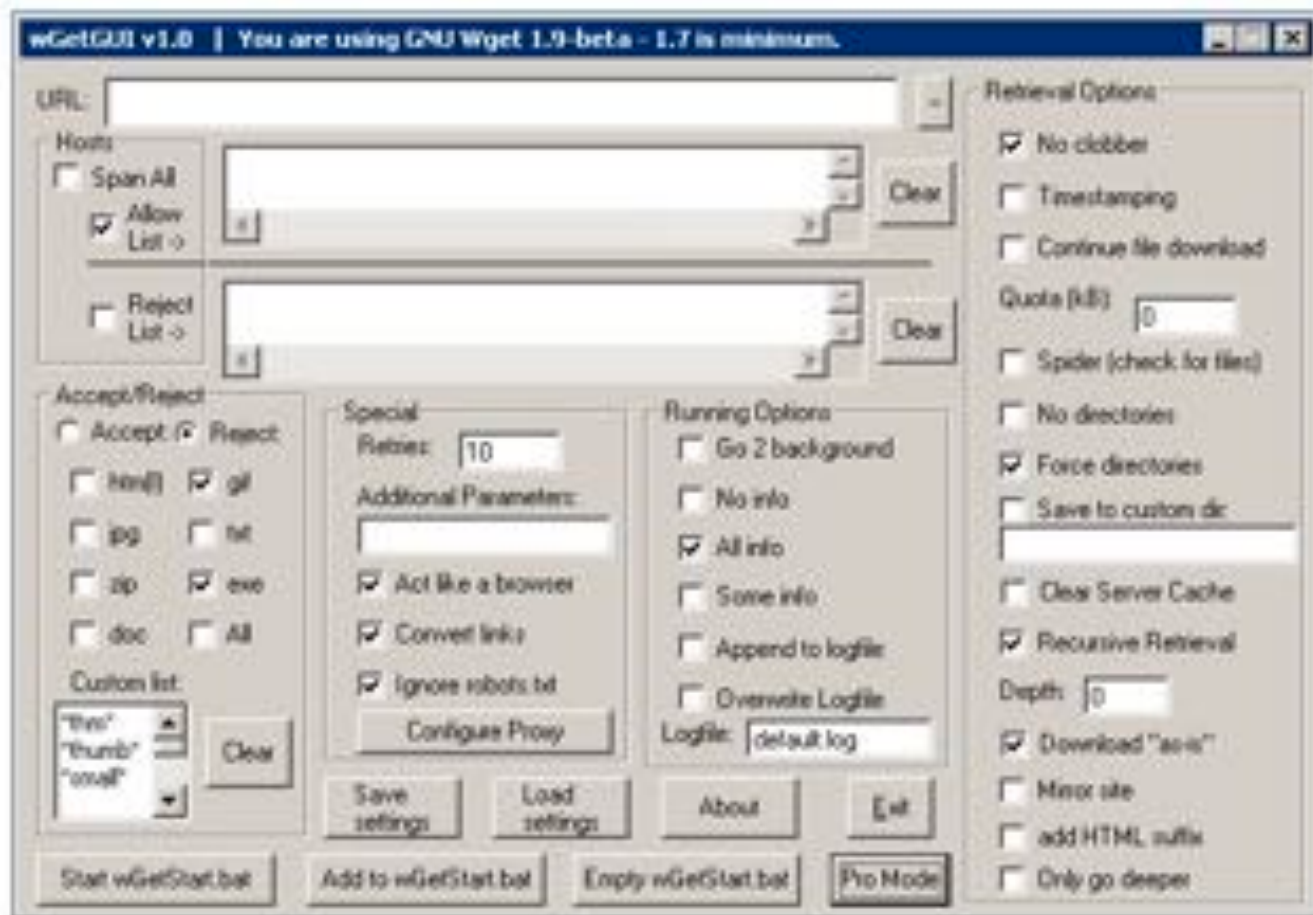 wGetGUI v1.0 | You are using GNU Wget 1.9-beta - 1.7 is minimum.
URL:
Hosts
Span All
Allow
List ->
Clear
Reject
List ->
Clear
Accept/Reject
Accept: Reject:
htm(l) gif
jpg txt
zip exe
doc All
Custom list:
"thumb"
"small"
Clear
Special
Retries: 10
Additional Parameters:
Act like a browser
Convert links
Ignore robots.txt
Configure Proxy
Running Options
Go 2 background
No info
All info
Some info
Append to logfile
Overwrite Logfile
Logfile: default.log
Retrieval Options
No clobber
Timestamping
Continue file download
Quota (kB): 0
Spider (check for files)
No directories
Force directories
Save to custom dir:
Clear Server Cache
Recursive Retrieval
Depth: 0
Download "as-is"
Mirror site
add HTML suffix
Only go deeper
Save
settings
Load
settings
About
Exit
Start wGetStart.bat
Add to wGetStart.bat
Empty wGetStart.bat
Pro Mode